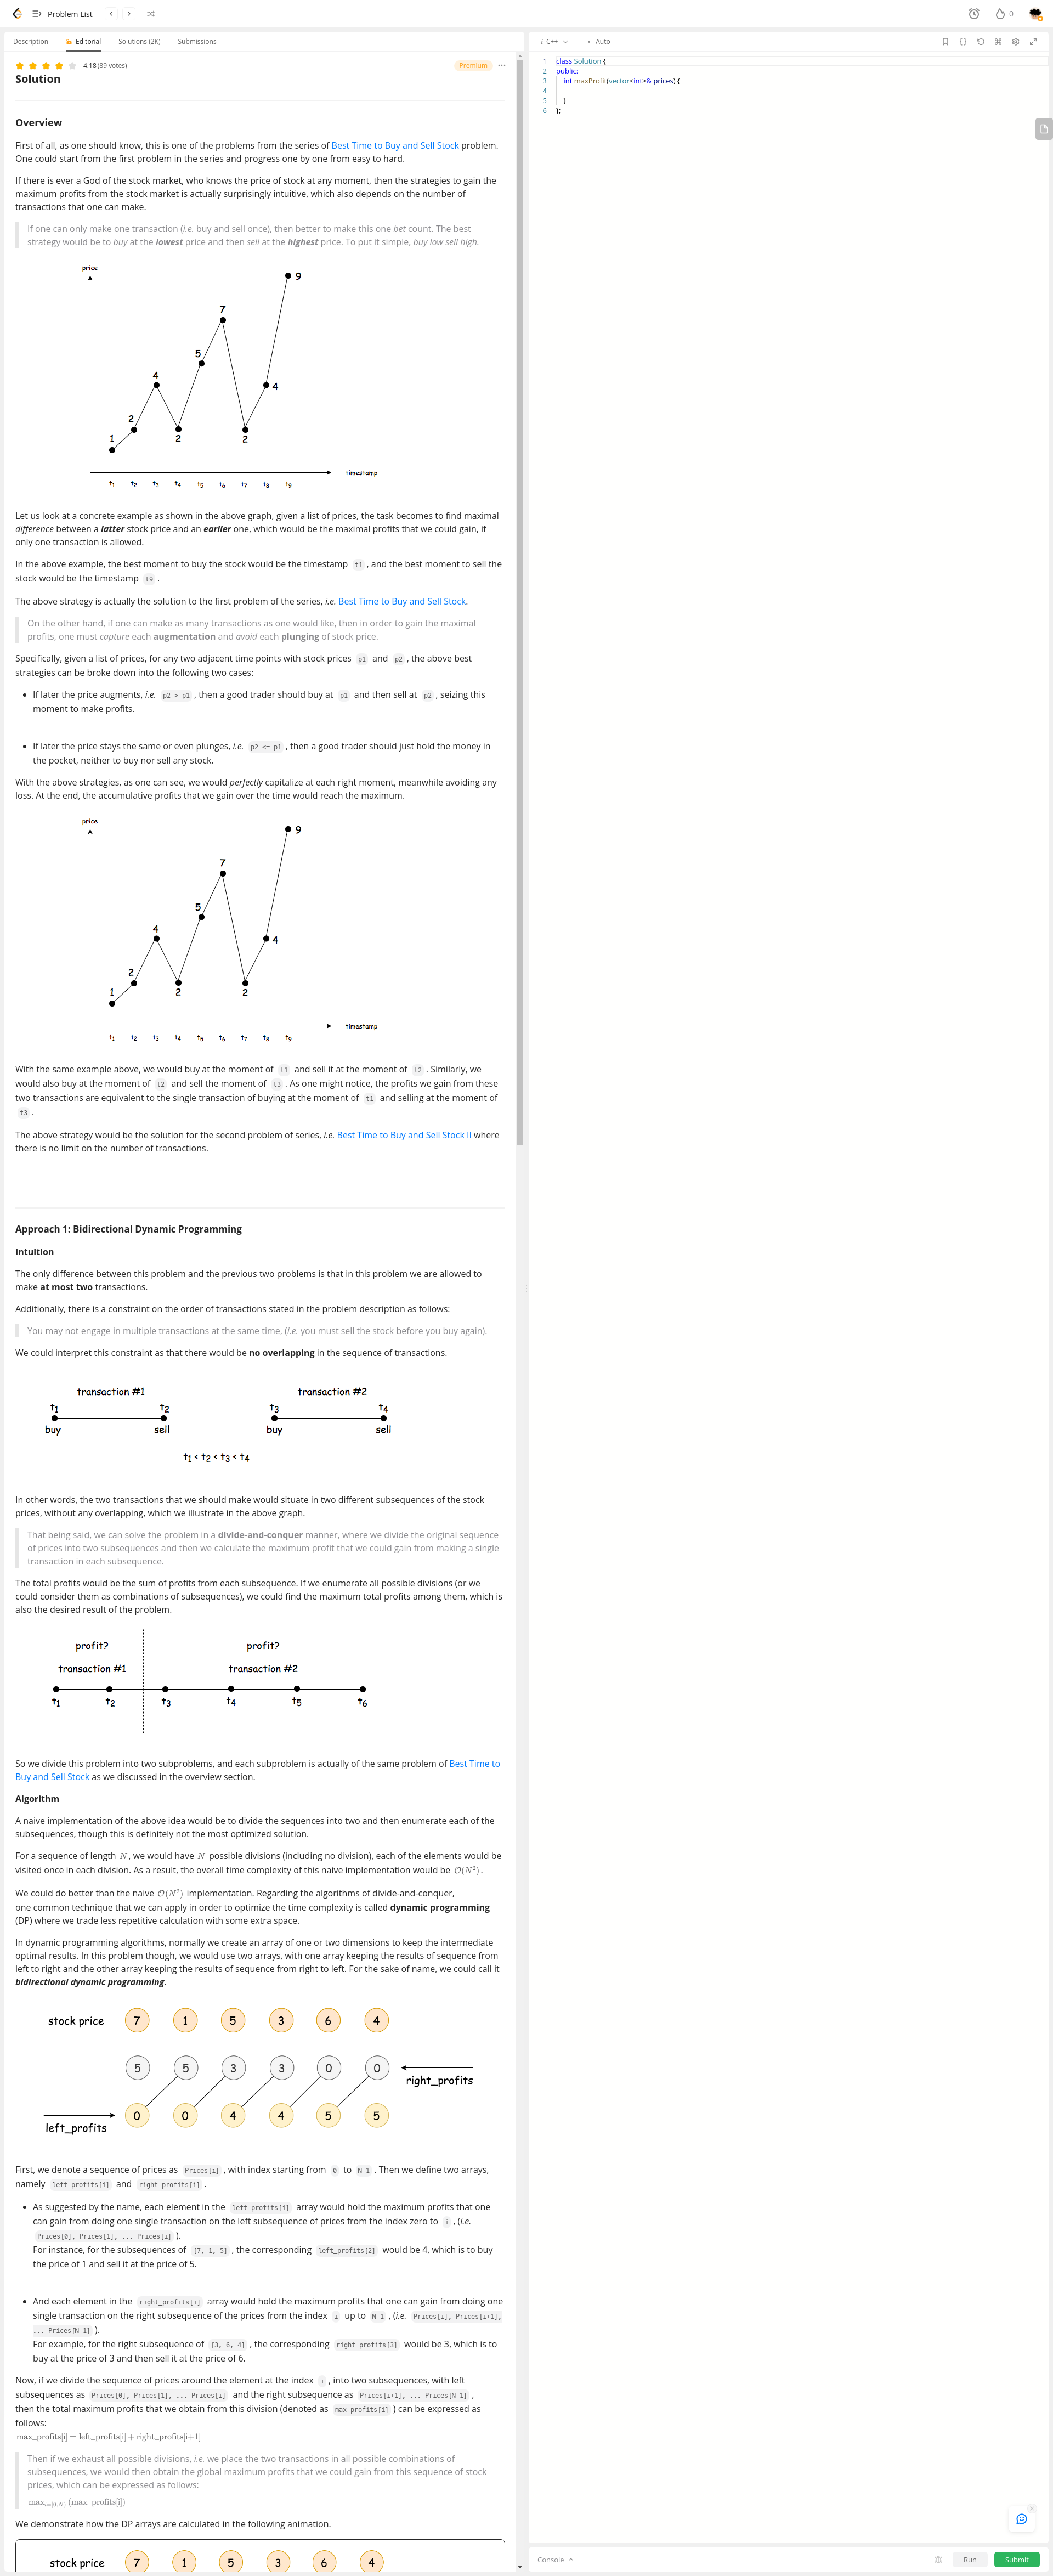 Problem List
0
Description
Editorial
Solutions (2K)
Submissions
4.18 (89 votes)
Premium
Solution
Overview
First of all, as one should know, this is one of the problems from the series of Best Time to Buy and Sell Stock problem.
One could start from the first problem in the series and progress one by one from easy to hard.
If there is ever a God of the stock market, who knows the price of stock at any moment, then the strategies to gain the
maximum profits from the stock market is actually surprisingly intuitive, which also depends on the number of
transactions that one can make.
If one can only make one transaction (i.e. buy and sell once), then better to make this one bet count. The best
strategy would be to buy at the lowest price and then sell at the highest price. To put it simple, buy low sell high.
price
9
7
5
4
4
2
2
2
1
timestamp
t1 t2 t3 t4 t5 t6 t7 t8 t9
Let us look at a concrete example as shown in the above graph, given a list of prices, the task becomes to find maximal
difference between a latter stock price and an earlier one, which would be the maximal profits that we could gain, if
only one transaction is allowed.
In the above example, the best moment to buy the stock would be the timestamp t1 , and the best moment to sell the
stock would be the timestamp t9 .
The above strategy is actually the solution to the first problem of the series, i.e. Best Time to Buy and Sell Stock.
On the other hand, if one can make as many transactions as one would like, then in order to gain the maximal
profits, one must capture each augmentation and avoid each plunging of stock price.
Specifically, given a list of prices, for any two adjacent time points with stock prices p1 and p2 , the above best
strategies can be broke down into the following two cases:
• If later the price augments, i.e. p2 > p1 , then a good trader should buy at p1 and then sell at p2 , seizing this
moment to make profits.
• If later the price stays the same or even plunges, i.e. p2 <= p1 , then a good trader should just hold the money in
the pocket, neither to buy nor sell any stock.
With the above strategies, as one can see, we would perfectly capitalize at each right moment, meanwhile avoiding any
loss. At the end, the accumulative profits that we gain over the time would reach the maximum.
price
9
7
5
4
4
2
2
2
1
timestamp
t1 t2 t3 t4 t5 t6 t7 t8 t9
With the same example above, we would buy at the moment of t1 and sell it at the moment of t2 . Similarly, we
would also buy at the moment of t2 and sell the moment of t3 . As one might notice, the profits we gain from these
two transactions are equivalent to the single transaction of buying at the moment of t1 and selling at the moment of
t3 .
The above strategy would be the solution for the second problem of series, i.e. Best Time to Buy and Sell Stock II where
there is no limit on the number of transactions.
Approach 1: Bidirectional Dynamic Programming
Intuition
The only difference between this problem and the previous two problems is that in this problem we are allowed to
make at most two transactions.
Additionally, there is a constraint on the order of transactions stated in the problem description as follows:
You may not engage in multiple transactions at the same time, (i.e. you must sell the stock before you buy again).
We could interpret this constraint as that there would be no overlapping in the sequence of transactions.
transaction #1 transaction #2
t1 t2 t3 t4
buy sell buy sell
t1 < t2 < t3 < t4
In other words, the two transactions that we should make would situate in two different subsequences of the stock
prices, without any overlapping, which we illustrate in the above graph.
That being said, we can solve the problem in a divide-and-conquer manner, where we divide the original sequence
of prices into two subsequences and then we calculate the maximum profit that we could gain from making a single
transaction in each subsequence.
The total profits would be the sum of profits from each subsequence. If we enumerate all possible divisions (or we
could consider them as combinations of subsequences), we could find the maximum total profits among them, which is
also the desired result of the problem.
profit? profit?
transaction #1 transaction #2
t1 t2 t3 t4 t5 t6
So we divide this problem into two subproblems, and each subproblem is actually of the same problem of Best Time to
Buy and Sell Stock as we discussed in the overview section.
Algorithm
A naive implementation of the above idea would be to divide the sequences into two and then enumerate each of the
subsequences, though this is definitely not the most optimized solution.
For a sequence of length N, we would have N possible divisions (including no division), each of the elements would be
visited once in each division. As a result, the overall time complexity of this naive implementation would be O(N²).
We could do better than the naive O(N²) implementation. Regarding the algorithms of divide-and-conquer,
one common technique that we can apply in order to optimize the time complexity is called dynamic programming
(DP) where we trade less repetitive calculation with some extra space.
In dynamic programming algorithms, normally we create an array of one or two dimensions to keep the intermediate
optimal results. In this problem though, we would use two arrays, with one array keeping the results of sequence from
left to right and the other array keeping the results of sequence from right to left. For the sake of name, we could call it
bidirectional dynamic programming.
stock price 7 1 5 3 6 4
5 5 3 3 0 0 right_profits
left_profits 0 0 4 4 5 5
First, we denote a sequence of prices as Prices[i] , with index starting from 0 to N-1 . Then we define two arrays,
namely left_profits[i] and right_profits[i] .
• As suggested by the name, each element in the left_profits[i] array would hold the maximum profits that one
can gain from doing one single transaction on the left subsequence of prices from the index zero to i , (i.e.
Prices[0], Prices[1], ... Prices[i] ).
For instance, for the subsequences of [7, 1, 5] , the corresponding left_profits[2] would be 4, which is to buy
the price of 1 and sell it at the price of 5.
• And each element in the right_profits[i] array would hold the maximum profits that one can gain from doing one
single transaction on the right subsequence of the prices from the index i up to N-1 , (i.e. Prices[i], Prices[i+1],
... Prices[N-1] ).
For example, for the right subsequence of [3, 6, 4] , the corresponding right_profits[3] would be 3, which is to
buy at the price of 3 and then sell it at the price of 6.
Now, if we divide the sequence of prices around the element at the index i , into two subsequences, with left
subsequences as Prices[0], Prices[1], ... Prices[i] and the right subsequence as Prices[i+1], ... Prices[N-1] ,
then the total maximum profits that we obtain from this division (denoted as max_profits[i] ) can be expressed as
follows:
max_profits[i] = left_profits[i] + right_profits[i+1]
Then if we exhaust all possible divisions, i.e. we place the two transactions in all possible combinations of
subsequences, we would then obtain the global maximum profits that we could gain from this sequence of stock
prices, which can be expressed as follows:
max i=[0,N) (max_profits[i])
We demonstrate how the DP arrays are calculated in the following animation.
stock price 7 1 5 3 6 4
i C++
Auto
1 class Solution {
2 public:
3 int maxProfit(vector<int>& prices) {
4
5 }
6 };
Console
Run
Submit